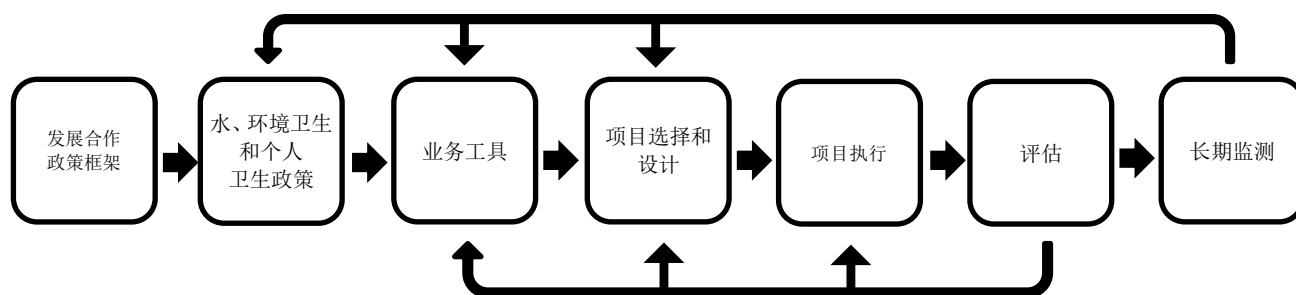 发展合作
政策框架
水、环境卫生
和个人
卫生政策
业务工具
项目选择和
设计
项目执行
评估
长期监测